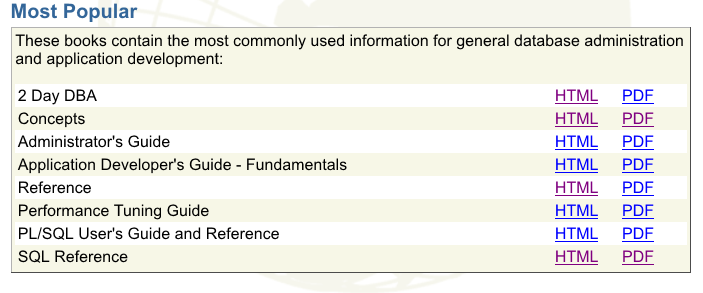 Most Popular
These books contain the most commonly used information for general database administration
and application development:
2 Day DBA HTML PDF
Concepts HTML PDF
Administrator's Guide HTML PDF
Application Developer's Guide - Fundamentals HTML PDF
Reference HTML PDF
Performance Tuning Guide HTML PDF
PL/SQL User's Guide and Reference HTML PDF
SQL Reference HTML PDF